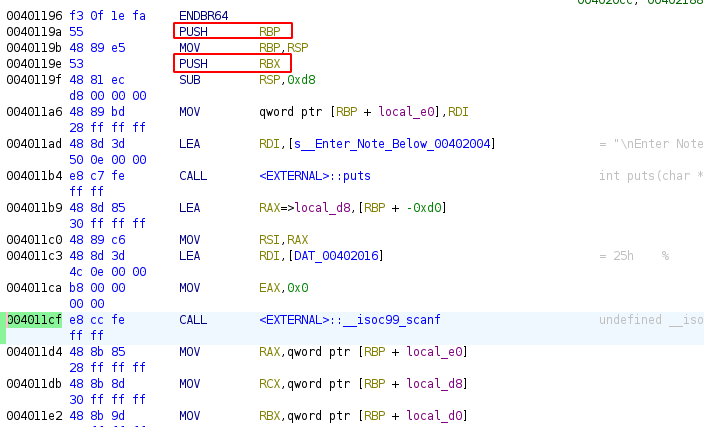 004020cc, 00402188
00401196 f3 0f 1e fa ENDBR64
0040119a 55 PUSH RBP
0040119b 48 89 e5 MOV RBP,RSP
0040119e 53 PUSH RBX
0040119f 48 81 ec SUB RSP,0xd8
d8 00 00 00
004011a6 48 89 bd MOV qword ptr [RBP + local_e0],RDI
28 ff ff ff
004011ad 48 8d 3d LEA RDI,[s__Enter_Note_Below_00402004] = "\nEnter Note
50 0e 00 00
004011b4 e8 c7 fe CALL <EXTERNAL>::puts int puts(char *
ff ff
004011b9 48 8d 85 LEA RAX=>local_d8,[RBP + -0xd0]
30 ff ff ff
004011c0 48 89 c6 MOV RSI,RAX
004011c3 48 8d 3d LEA RDI,[DAT_00402016] = 25h %
4c 0e 00 00
004011ca b8 00 00 MOV EAX,0x0
00 00
004011cf e8 cc fe CALL <EXTERNAL>::__isoc99_scanf undefined __iso
ff ff
004011d4 48 8b 85 MOV RAX,qword ptr [RBP + local_e0]
28 ff ff ff
004011db 48 8b 8d MOV RCX,qword ptr [RBP + local_d8]
30 ff ff ff
004011e2 48 8b 9d MOV RBX,qword ptr [RBP + local_d0]